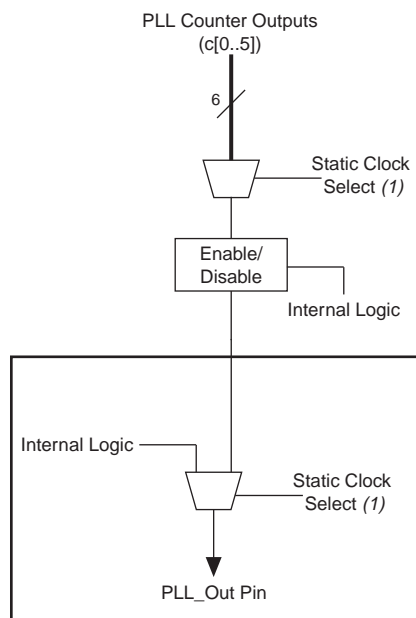 PLL Counter Outputs
(c[0..5])
6
Static Clock
Select (1)
Enable/
Disable
Internal Logic
Internal Logic
Static Clock
Select (1)
PLL_Out Pin